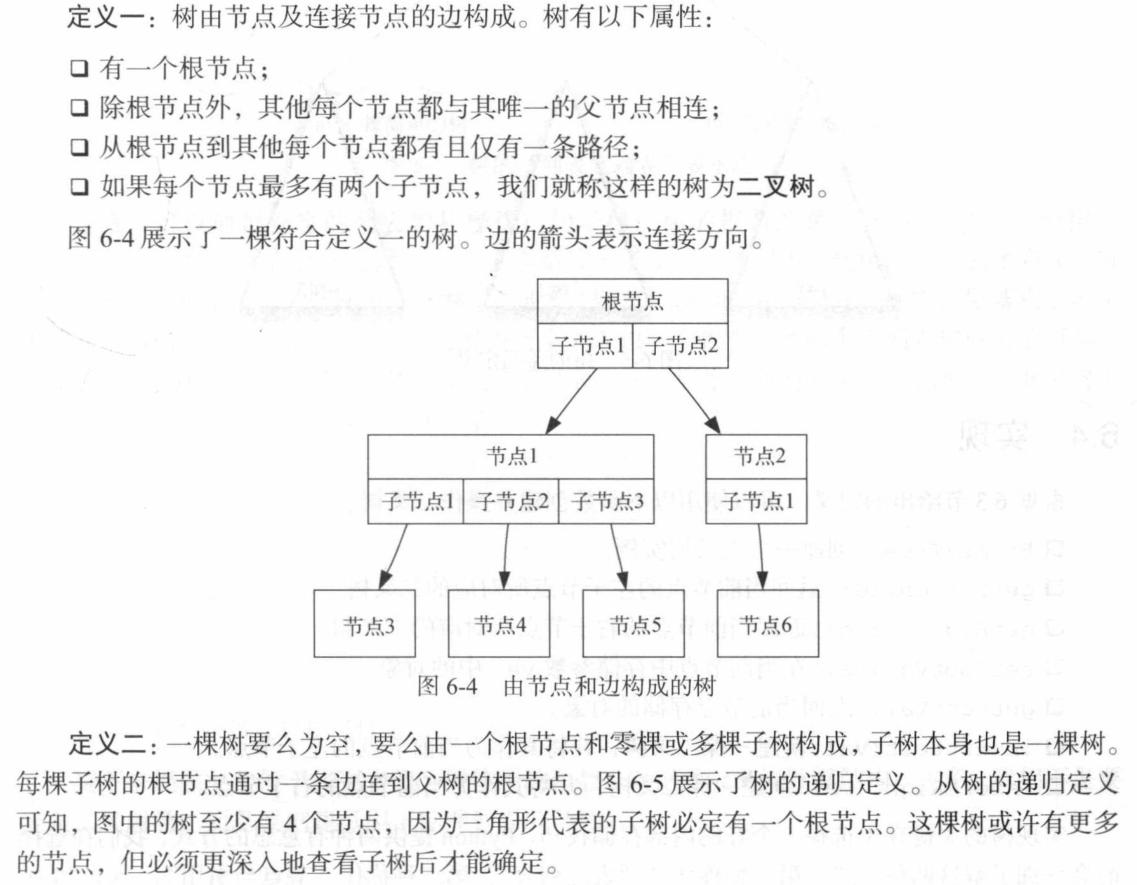 定义一：树由节点及连接节点的边构成。树有以下属性：
❑ 有一个根节点；
❑ 除根节点外，其他每个节点都与其唯一的父节点相连；
❑ 从根节点到其他每个节点都有且仅有一条路径；
❑ 如果每个节点最多有两个子节点，我们就称这样的树为二叉树。
图 6-4 展示了一棵符合定义一的树。边的箭头表示连接方向。
根节点
子节点1 子节点2
节点1 节点2
子节点1 子节点2 子节点3 子节点1
节点3 节点4 节点5 节点6
图 6-4 由节点和边构成的树
定义二：一棵树要么为空，要么由一个根节点和零棵或多棵子树构成，子树本身也是一棵树。
每棵子树的根节点通过一条边连到父树的根节点。图 6-5 展示了树的递归定义。从树的递归定义
可知，图中的树至少有 4 个节点，因为三角形代表的子树必定有一个根节点。这棵树或许有更多
的节点，但必须更深入地查看子树后才能确定。